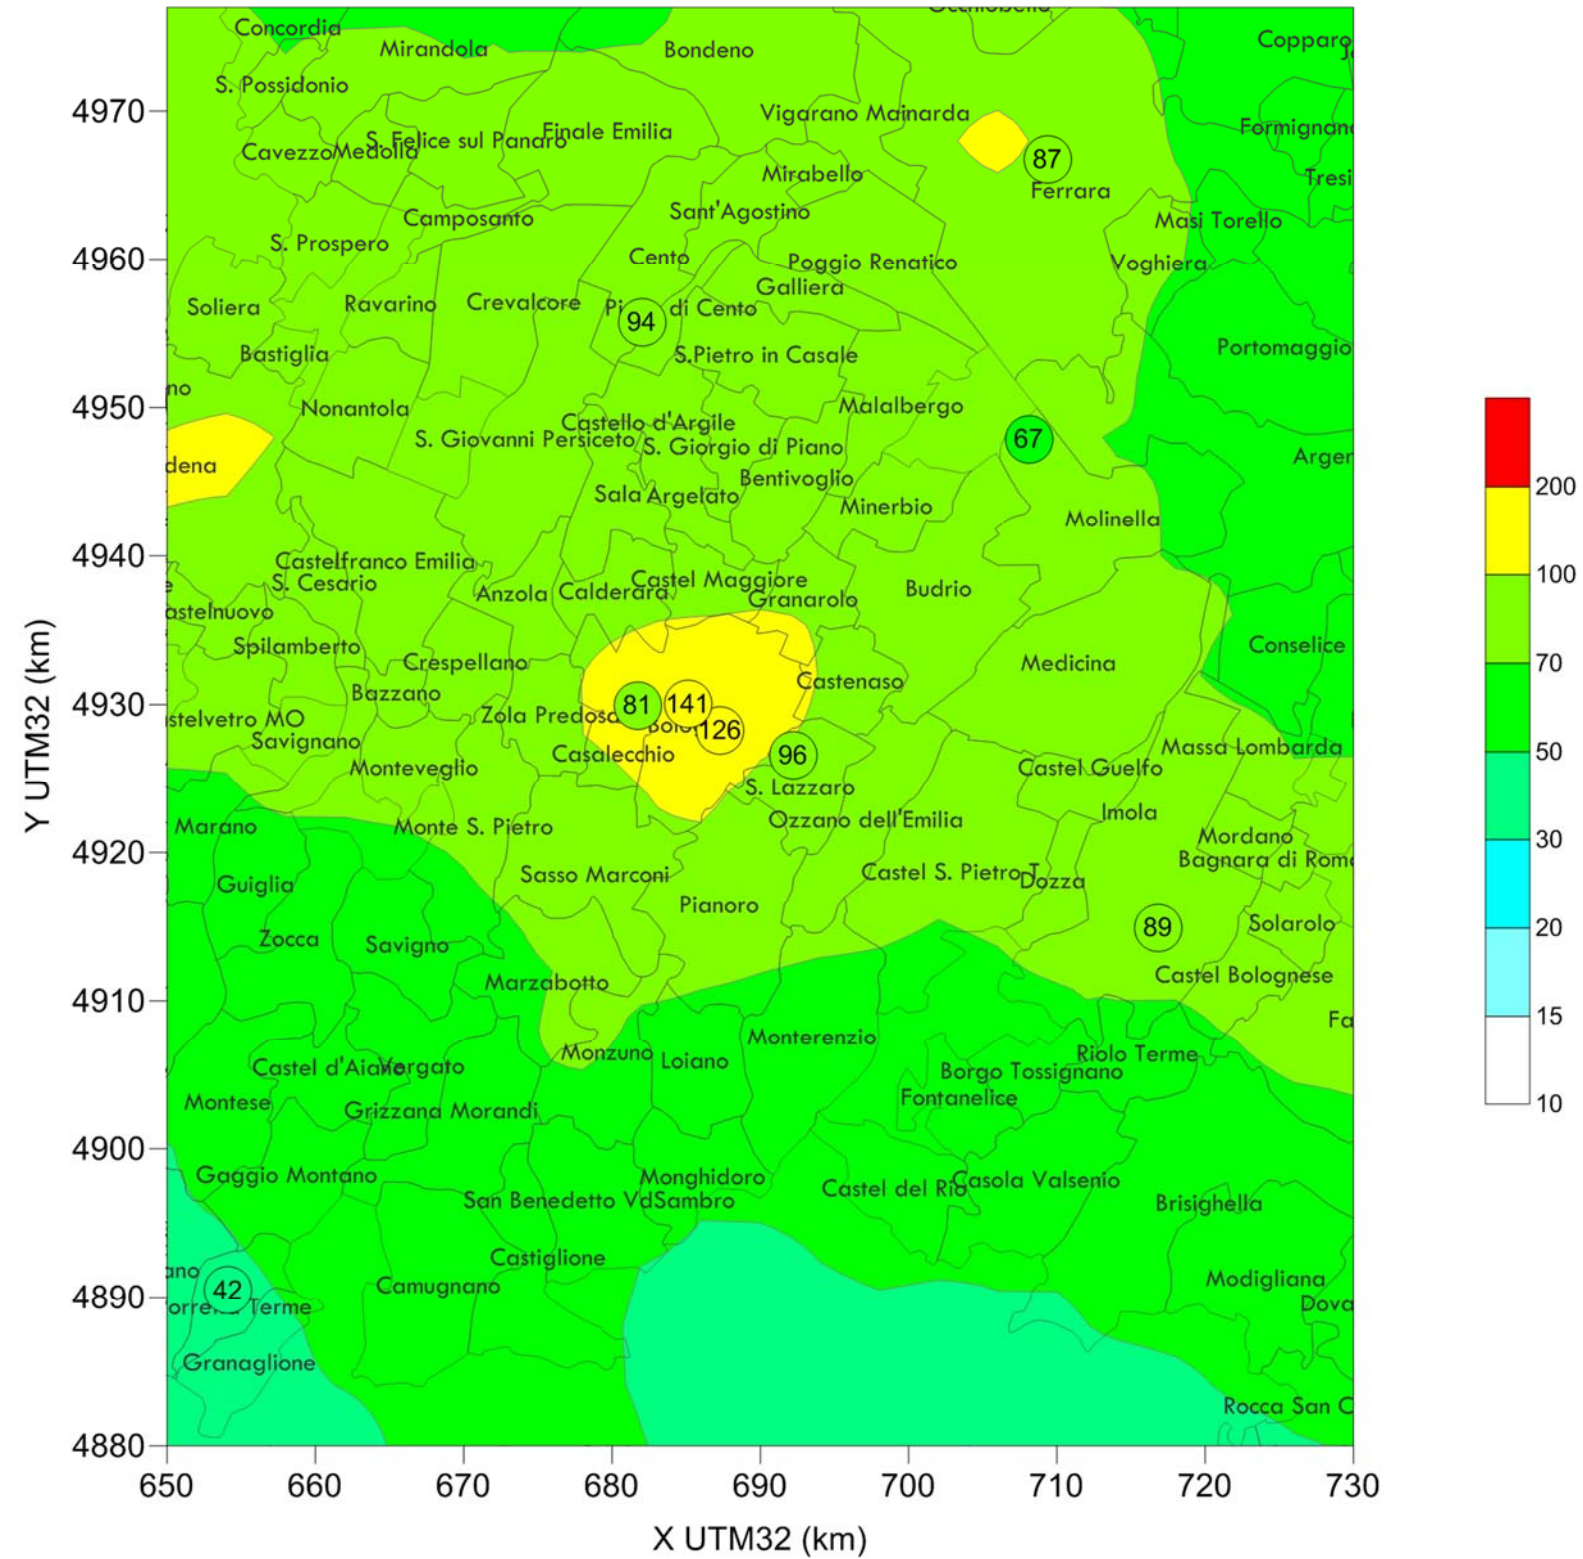 Concordia
Mirandola
Bondeno
Copparo
S. Possidonio
4970
Vigarano Mainarda
Formignan
S. Felice sul Panaro
Finale Emilia
Cavezzo
Medolla
87
Mirabello
Tresi
Ferrara
Camposanto
Sant'Agostino
Masi Torello
S. Prospero
4960
Cento
Poggio Renatico
Voghiera
Galliera
Soliera
Ravarino
Crevalcore
di Cento
94
Bastiglia
S.Pietro in Casale
Portomaggio
no
4950
Nonantola
Malalbergo
Castello d'Argile
S. Giovanni Persiceto
S. Giorgio di Piano
67
dena
Arger
Bentivoglio
Sala
Argelato
Minerbio
Molinella
200
4940
Castelfranco Emilia
S. Cesario
Castel Maggiore
100
Anzola
Calderara
Granarolo
Budrio
astelnuovo
Spilamberto
Conselice
Crespellano
Medicina
70
Castenaso
Bazzano
4930
81
141
stelvetro MO
Zola Predosa
126
Savignano
Casalecchio
96
Massa Lombarda
50
Monteveglio
Castel Guelfo
S. Lazzaro
Marano
Monte S. Pietro
Ozzano dell'Emilia
Imola
Mordano
30
4920
Bagnara di Rom
Guiglia
Sasso Marconi
Castel S. Pietro T
Dozza
Pianoro
89
Solarolo
20
Zocca
Savigno
Castel Bolognese
4910
Marzabotto
15
Fa
Monterenzio
Monzuno
Loiano
Riolo Terme
Castel d'Aiano
Vergato
Borgo Tossignano
Montese
Grizzana Morandi
Fontanelice
10
4900
Gaggio Montano
Monghidoro
Castel del Rio
Casola Valsenio
San Benedetto VdSambro
Brisighella
Castiglione
ano
Camugnano
Modigliana
4890
42
Terme
Dova
Granaglione
Rocca San C
4880
650 660 670 680 690 700 710 720 730
X UTM32 (km)
Y UTM32 (km)